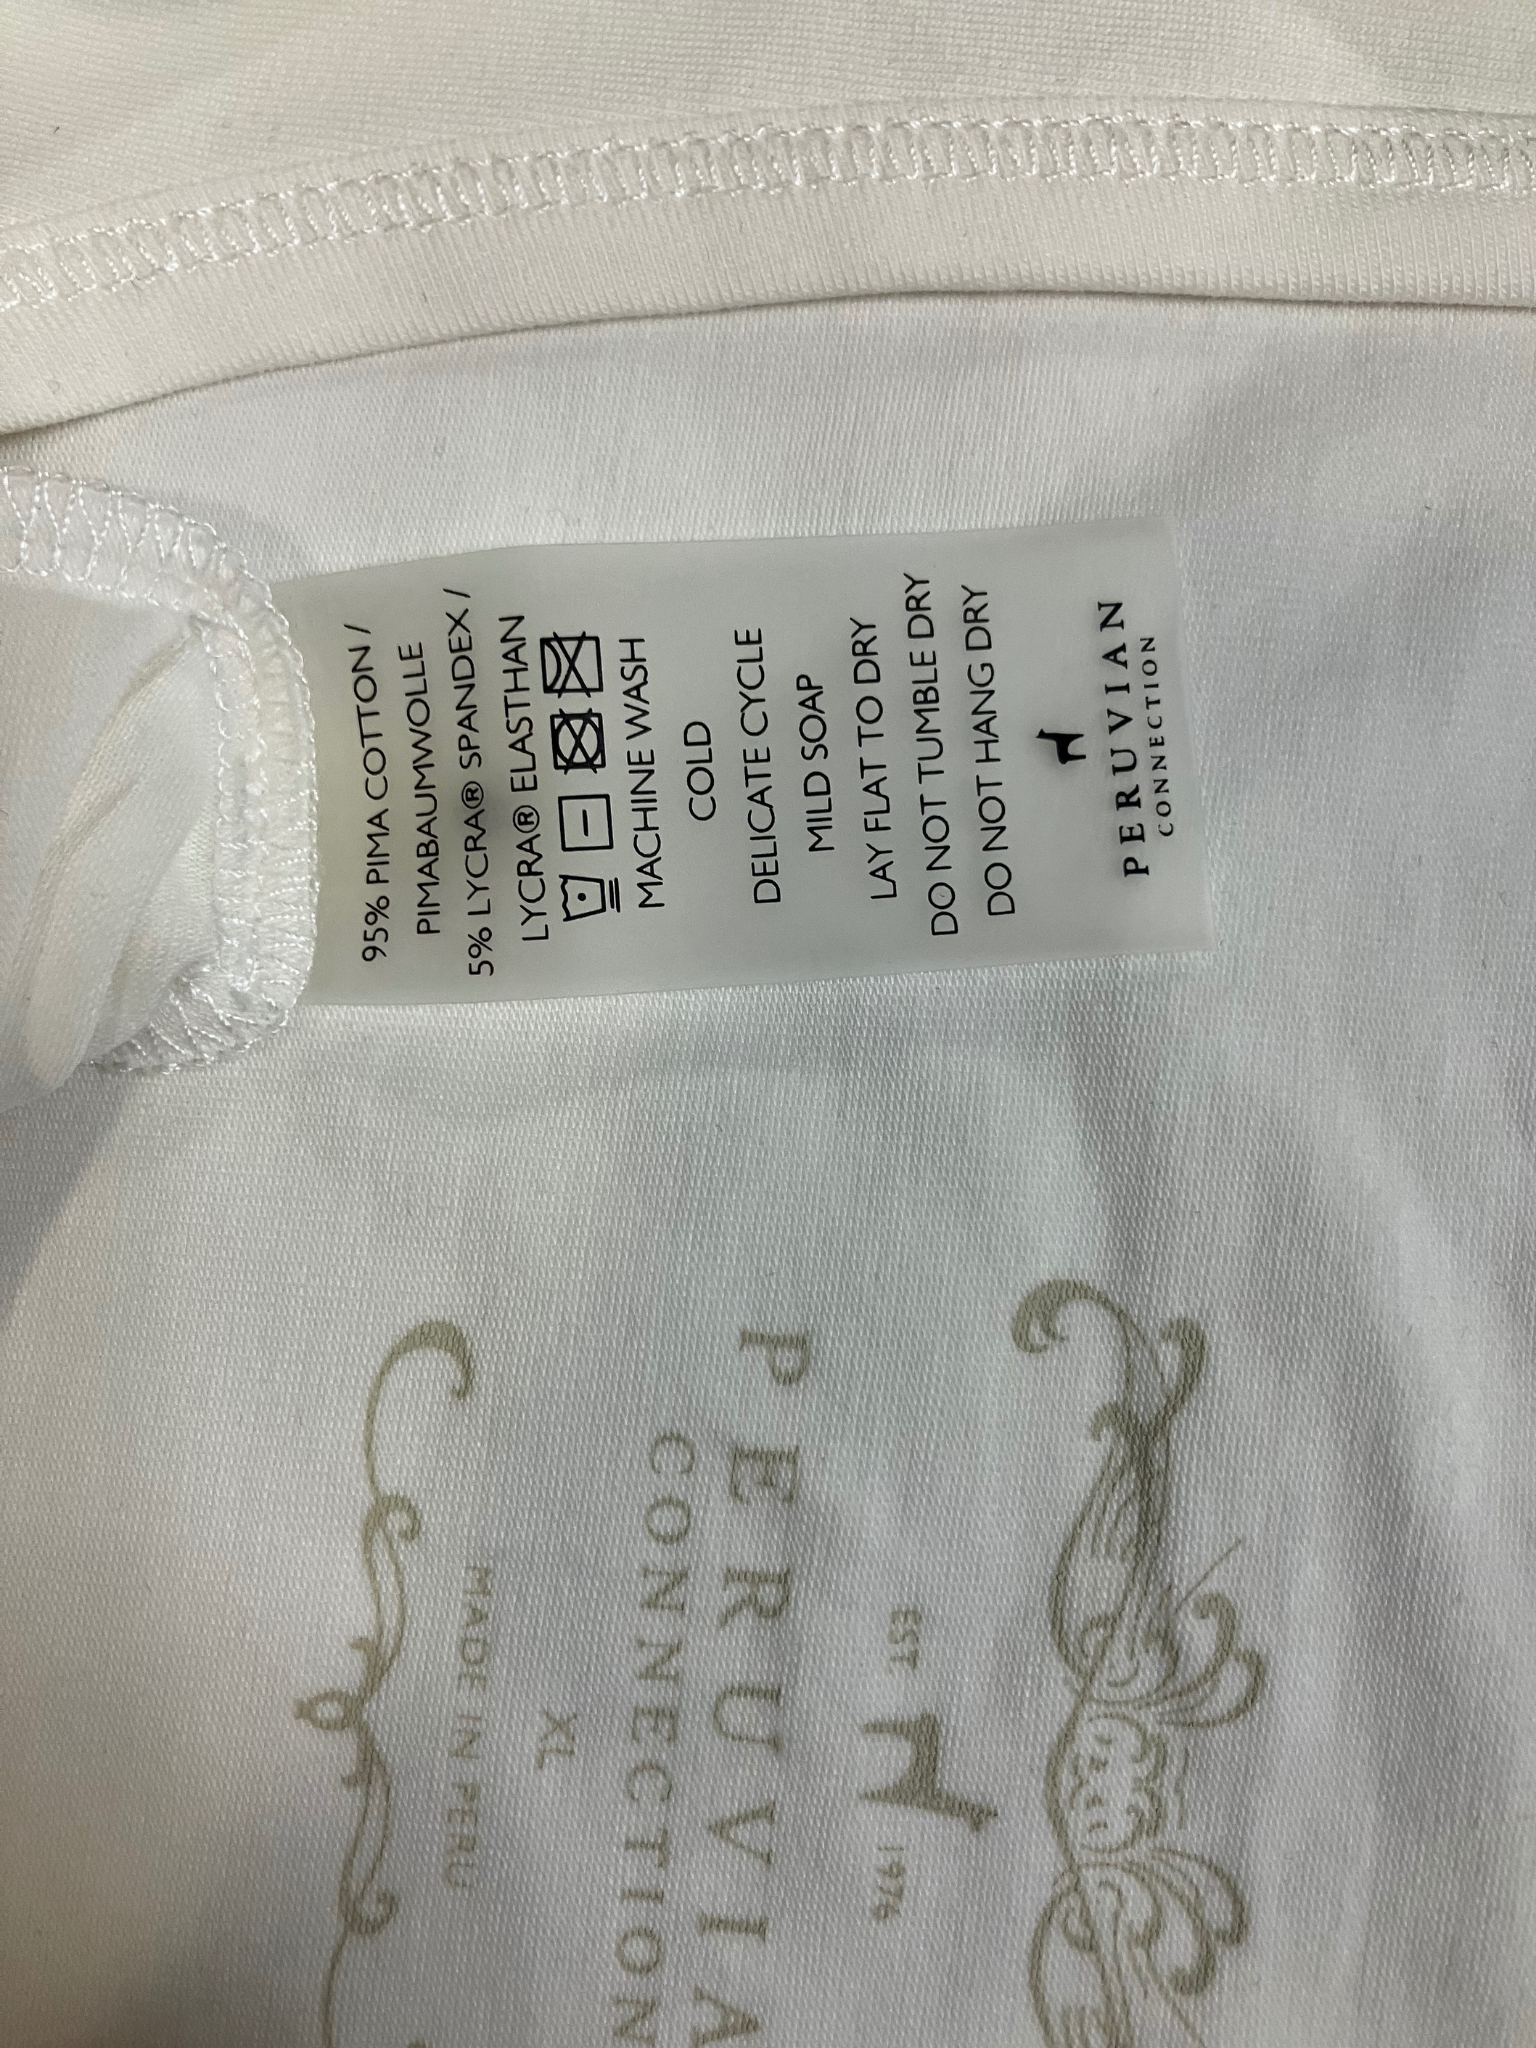 95% PIMA COTTON /
PIMABAUMWOLLE
5% LYCRA® SPANDEX /
LYCRA® ELASTHAN
MACHINE WASH
COLD
DELICATE CYCLE
MILD SOAP
LAY FLAT TO DRY
DO NOT TUMBLE DRY
DO NOT HANG DRY
PERUVIAN
CONNECTION
EST 1976
PERUVIA
CONNECTION
XL
MADE IN PERU